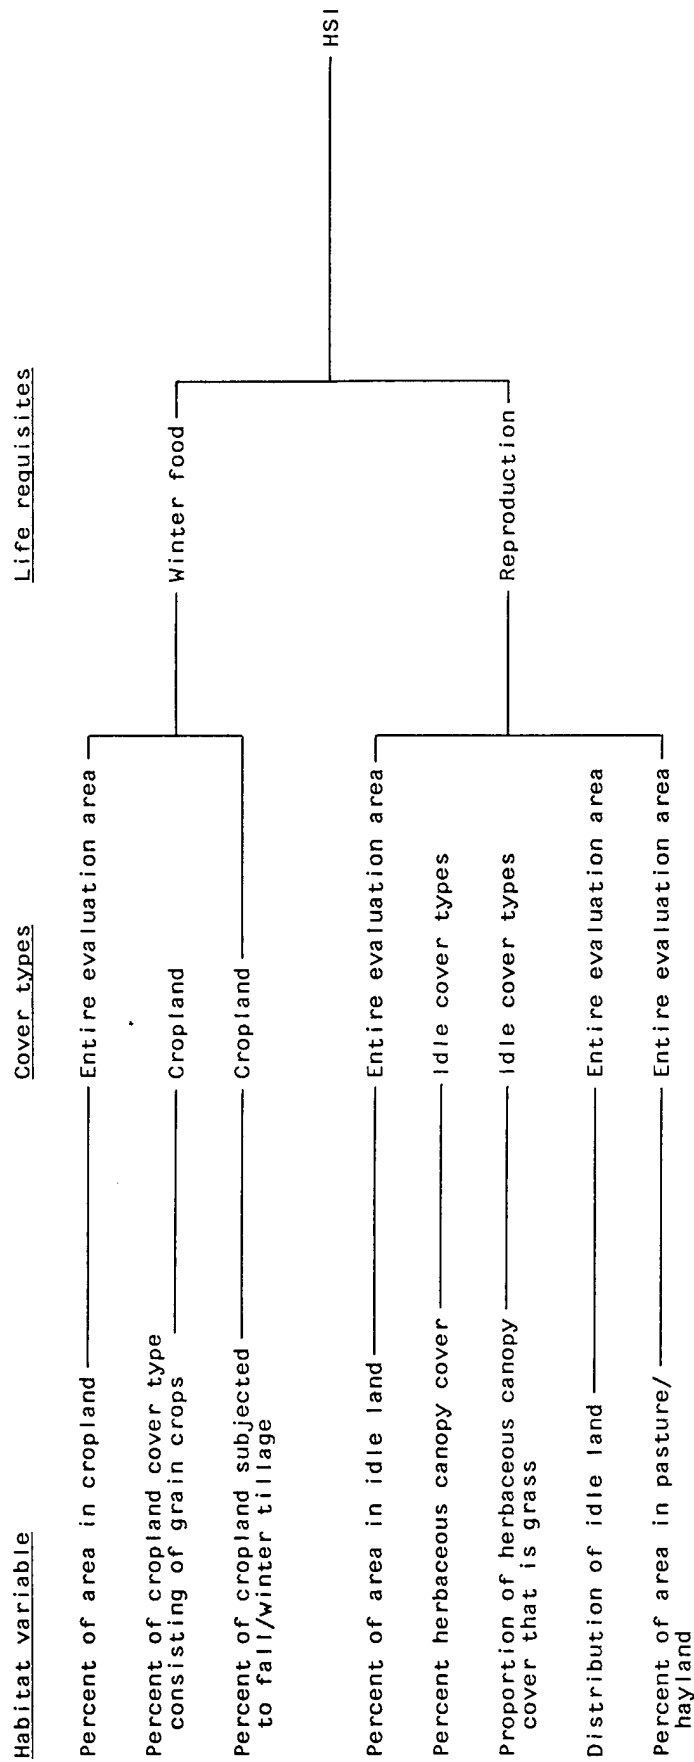 Habitat variable
Cover types
Life requisites
Percent of area in cropland
Entire evaluation area
Percent of cropland cover type
consisting of grain crops
Cropland
Winter food
Percent of cropland subjected
to fall/winter tillage
Cropland
HSI
Percent of area in idle land
Entire evaluation area
Percent herbaceous canopy cover
Idle cover types
Proportion of herbaceous canopy
cover that is grass
Idle cover types
Reproduction
Distribution of idle land
Entire evaluation area
Percent of area in pasture/
hayland
Entire evaluation area